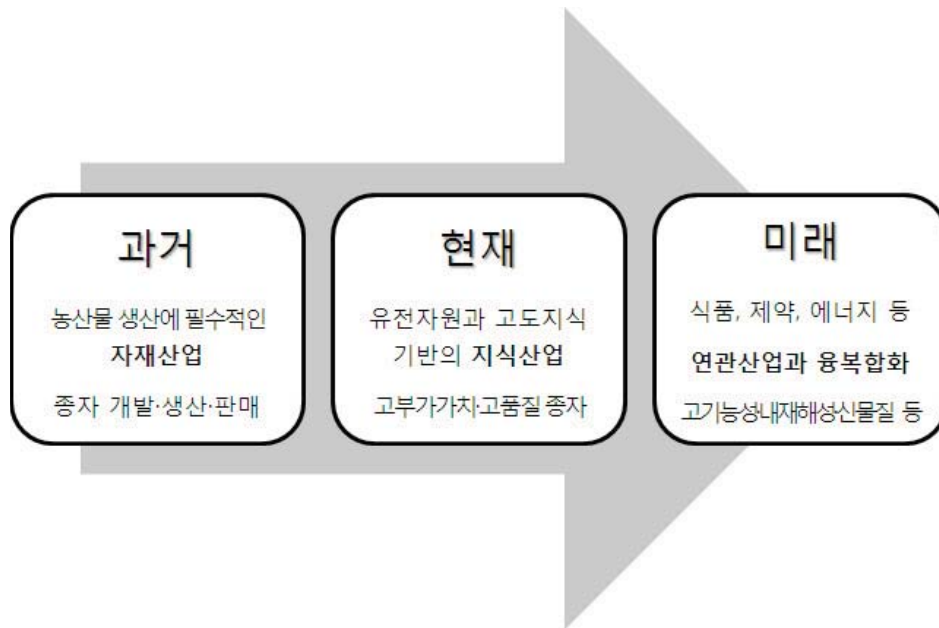 과거
농산물 생산에 필수적인
자재산업
종자 개발·생산·판매
현재
유전자원과 고도지식
기반의 지식산업
고부가가치·고품질 종자
미래
식품, 제약, 에너지 등
연관산업과 융복합화
고기능성내재해성신물질 등